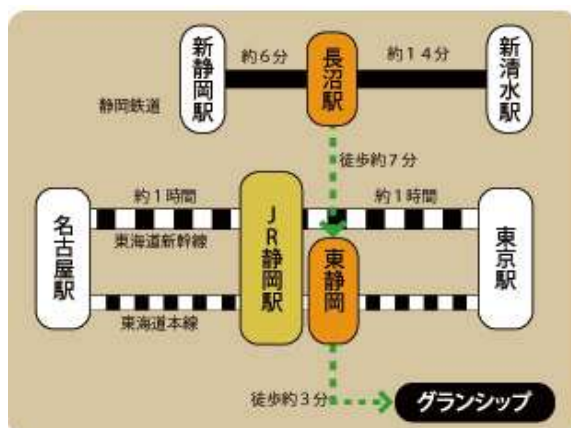 新静岡駅
約6分
長沼駅
約14分
新清水駅
静岡鉄道
徒歩約7分
名古屋駅
約1時間
東海道新幹線
JR静岡駅
約1時間
東静岡
東京駅
東海道本線
徒歩約3分
グランシップ